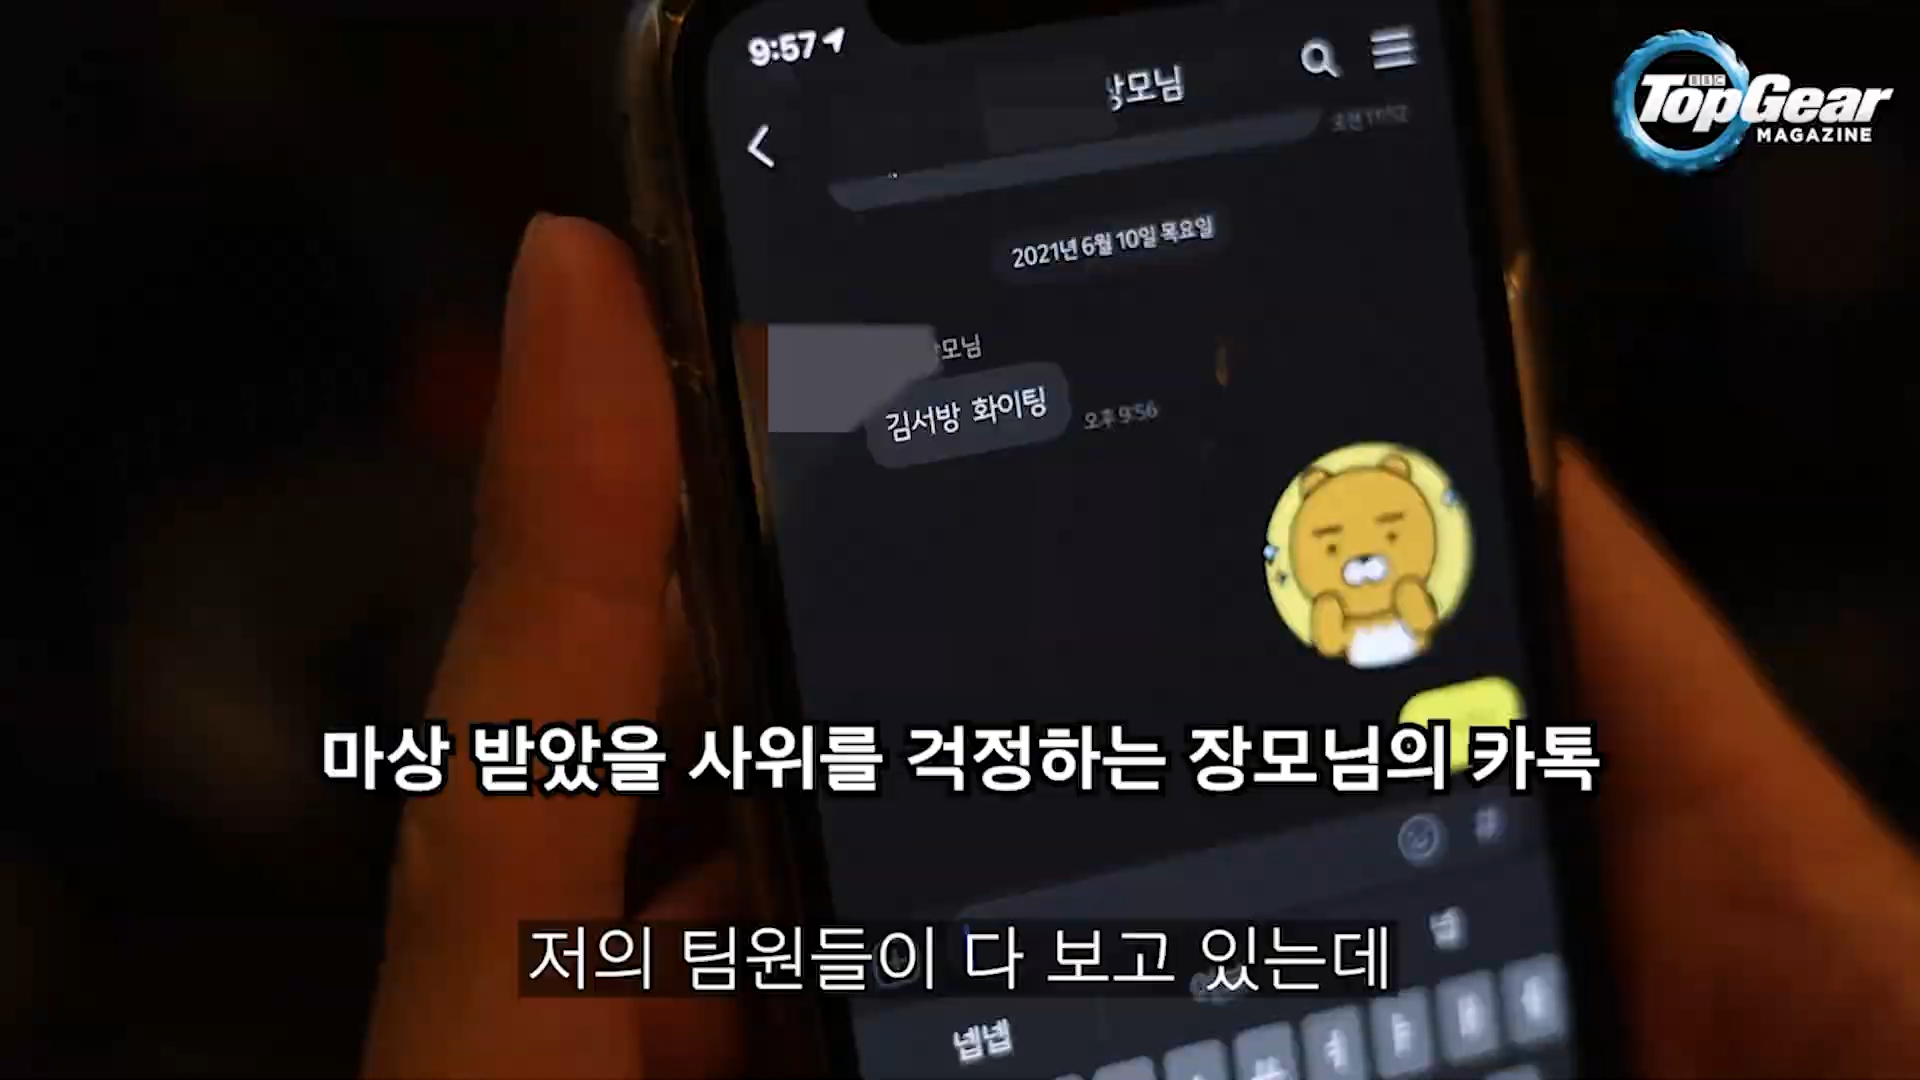 9:57
장모님
BBC
TopGear
MAGAZINE
2021년 6월 10일 목요일
모님
김서방 화이팅
오후 9:56
마상 받았을 사위를 걱정하는 장모님의 카톡
저의 팀원들이 다 보고 있는데
넵
넵넵